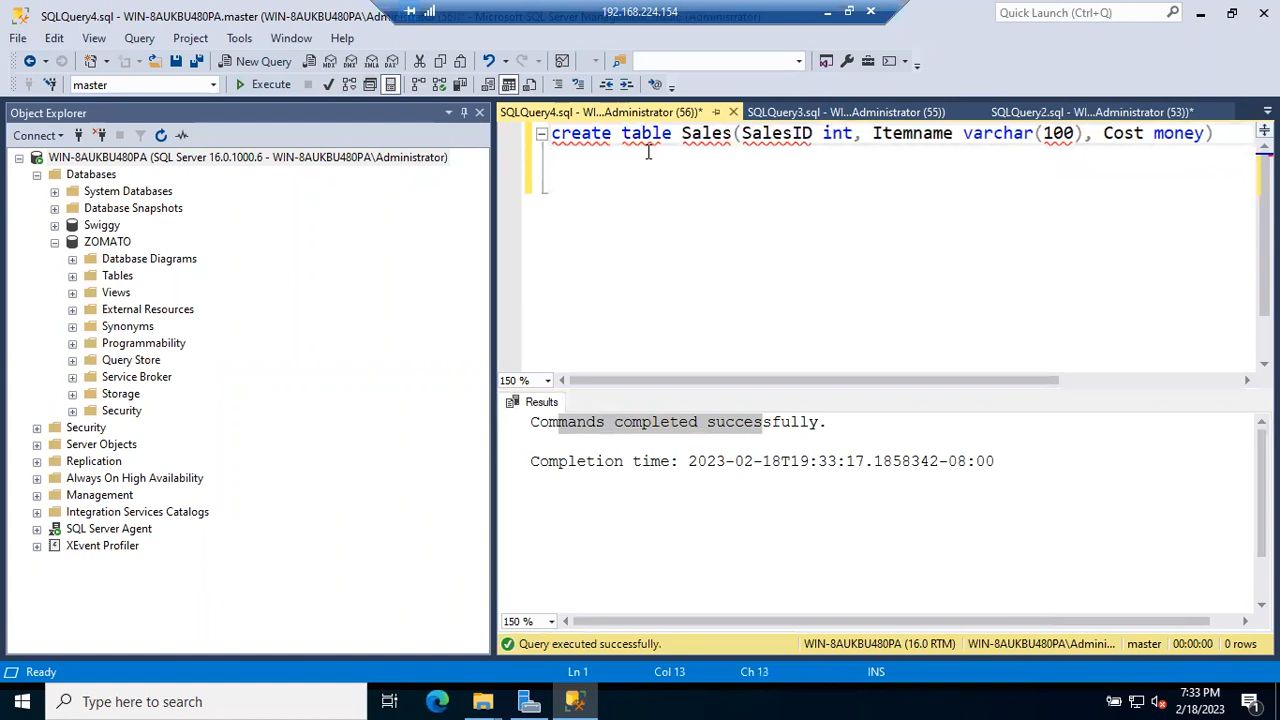 SQLQuery4.sql - WIN-8AUKBU480PA.master (WIN-8AUKBU480PA\Admini
192.168.224.154
Microsoft SQL Server
(Administrator)
Quick Launch (Ctrl+Q)
File Edit View Query Project Tools Window Help
New Query
MDX DMX XMLA DAX
master
Execute
Object Explorer
SQLQuery4.sql - WI...Administrator (56))*
SQLQuery3.sql - WI...Administrator (55))
SQLQuery2.sql - WI...Administrator (53))*
Connect
create table Sales(SalesID int, Itemname varchar(100), Cost money)
WIN-8AUKBU480PA (SQL Server 16.0.1000.6 - WIN-8AUKBU480PA\Administrator)
Databases
System Databases
Database Snapshots
Swiggy
ZOMATO
Database Diagrams
Tables
Views
External Resources
Synonyms
Programmability
Query Store
Service Broker
Storage
Security
Security
Server Objects
Replication
Always On High Availability
Management
Integration Services Catalogs
SQL Server Agent
XEvent Profiler
150 %
Results
Commands completed successfully.
Completion time: 2023-02-18T19:33:17.1858342-08:00
150 %
Query executed successfully.
WIN-8AUKBU480PA (16.0 RTM)
WIN-8AUKBU480PA\Admini...
master
00:00:00
0 rows
Ready
Ln 1
Col 13
Ch 13
INS
Type here to search
7:33 PM
2/18/2023
1